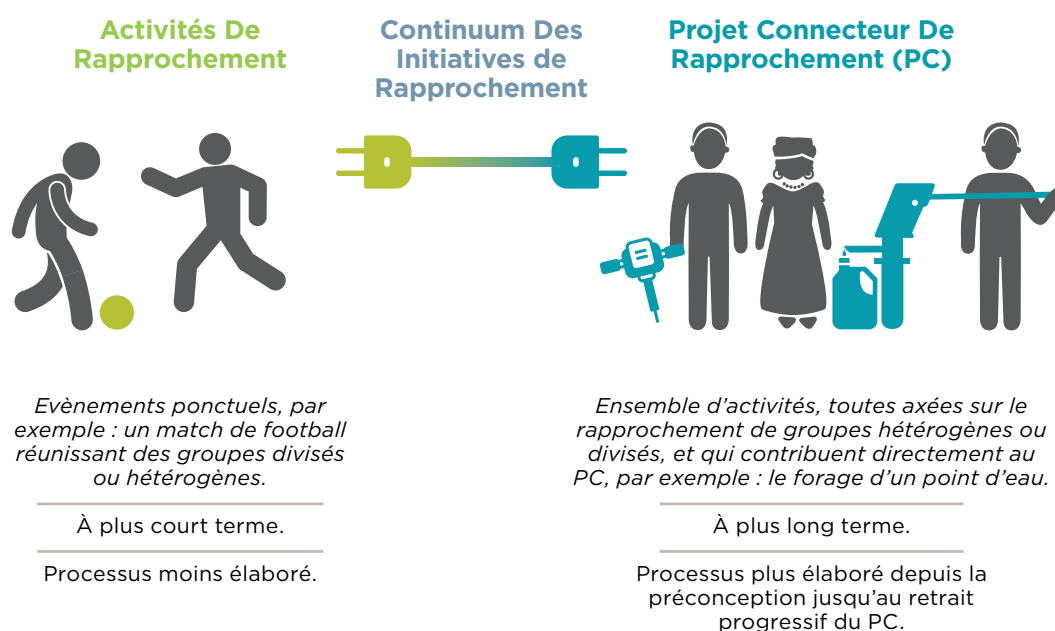 Activités De
Rapprochement
Continuum Des
Initiatives de
Rapprochement
Projet Connecteur De
Rapprochement (PC)
Evènements ponctuels, par
exemple : un match de football
réunissant des groupes divisés
ou hétérogènes.
À plus court terme.
Processus moins élaboré.
Ensemble d’activités, toutes axées sur le
rapprochement de groupes hétérogènes ou
divisés, et qui contribuent directement au
PC, par exemple : le forage d’un point d’eau.
À plus long terme.
Processus plus élaboré depuis la
préconception jusqu’au retrait
progressif du PC.